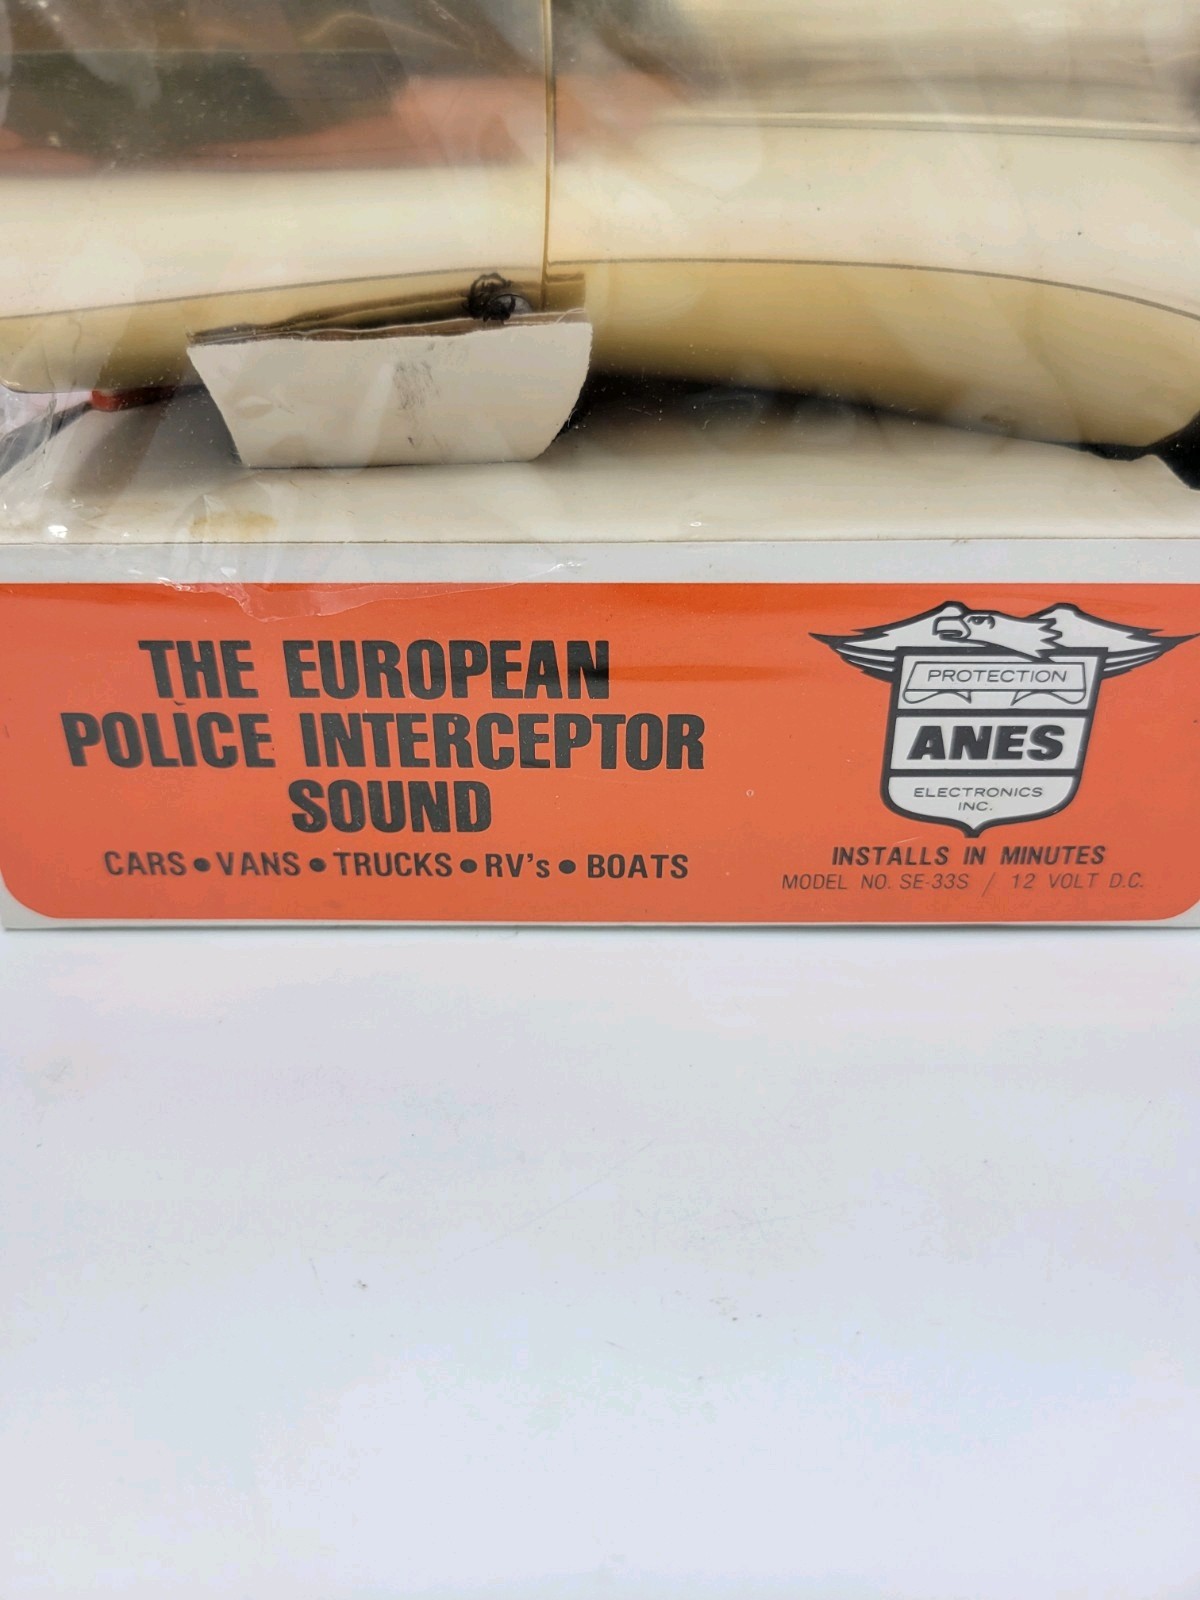 THE EUROPEAN
POLICE INTERCEPTOR
SOUND
CARS • VANS • TRUCKS • RV's • BOATS
PROTECTION
ANES
ELECTRONICS
INC.
INSTALLS IN MINUTES
MODEL NO. SE-33S / 12 VOLT D.C.